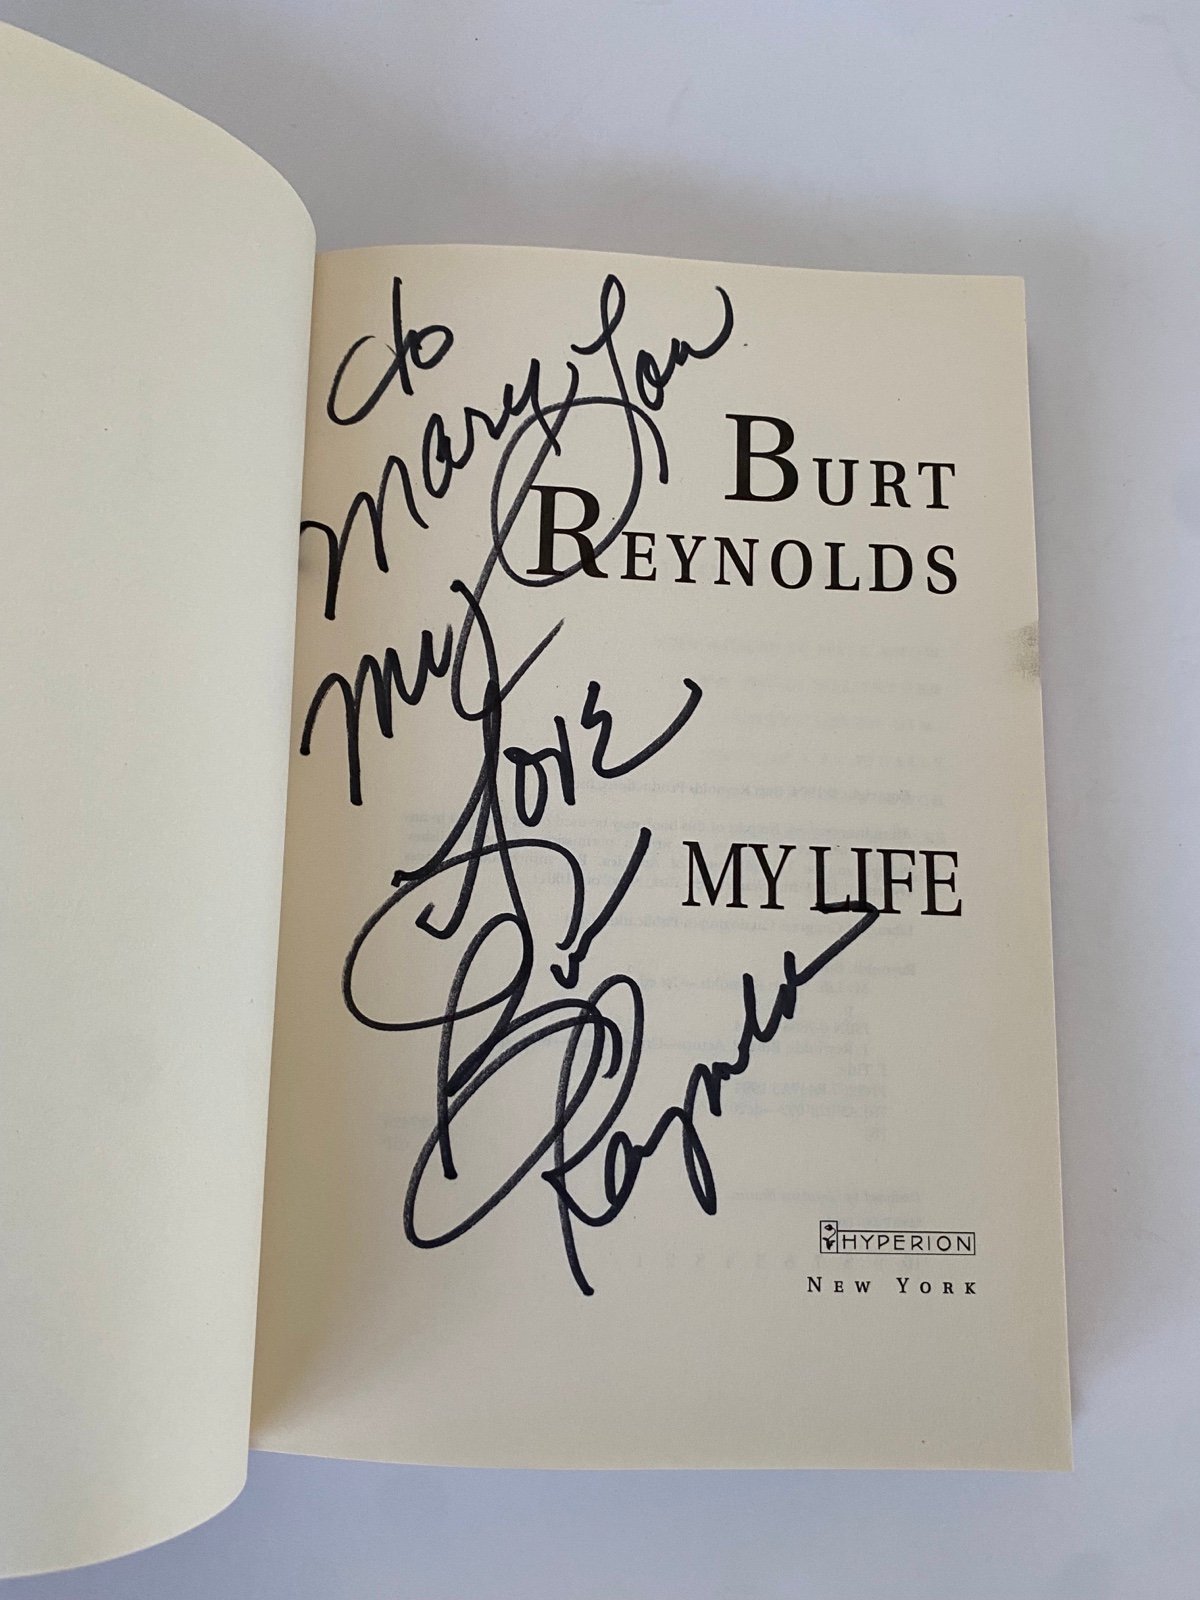 To
Mary Lou
My Love
Burt
Reynolds
BURT
REYNOLDS
MY LIFE
HYPERION
NEW YORK